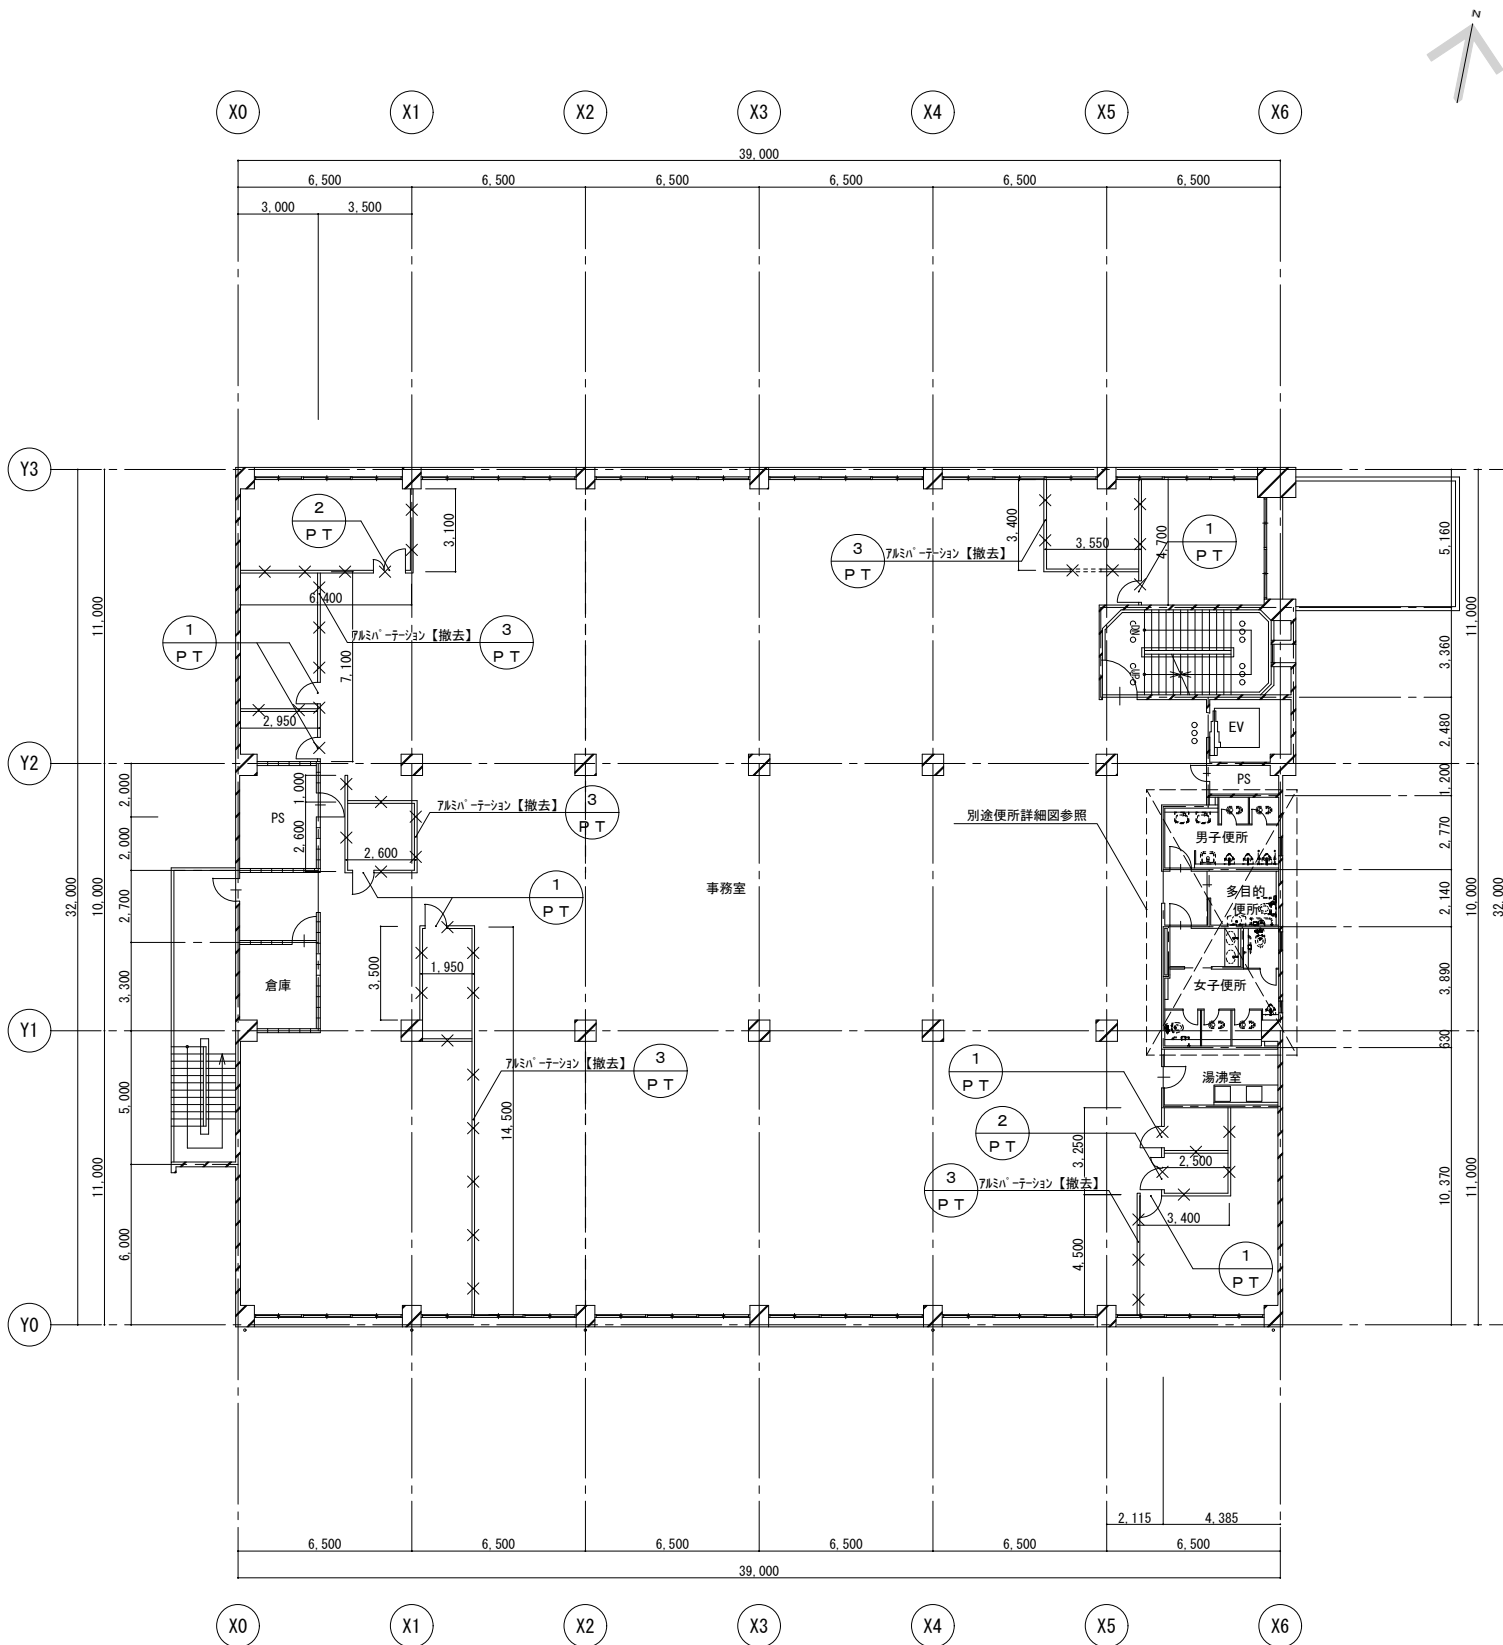 N
X0 X1 X2 X3 X4 X5 X6
39,000
6,500 6,500 6,500 6,500 6,500 6,500
3,000 3,500
Y3
2
PT
3,100
3,400
3
PT
アルミパーテーション【撤去】
3,550
4,700
1
PT
5,160
11,000
6,400
11,000
1
PT
アルミパーテーション【撤去】
3
PT
7,100
DN
UP
3,360
2,950
EV
2,480
Y2
2,000
1,000
PS
1,200
アルミパーテーション【撤去】
3
PT
別途便所詳細図参照
PS
2,600
2,000
2,600
男子便所
2,770
32,000
10,000
2,700
1
PT
事務室
多目的
便所
2,140
10,000
32,000
3,300
倉庫
3,500
1,950
女子便所
3,890
Y1
630
5,000
アルミパーテーション【撤去】
3
PT
1
PT
湯沸室
14,500
2
PT
3,250
2,500
11,000
3
PT
アルミパーテーション【撤去】
10,370
11,000
3,400
6,000
4,500
1
PT
Y0
2,115 4,385
6,500 6,500 6,500 6,500 6,500 6,500
39,000
X0 X1 X2 X3 X4 X5 X6